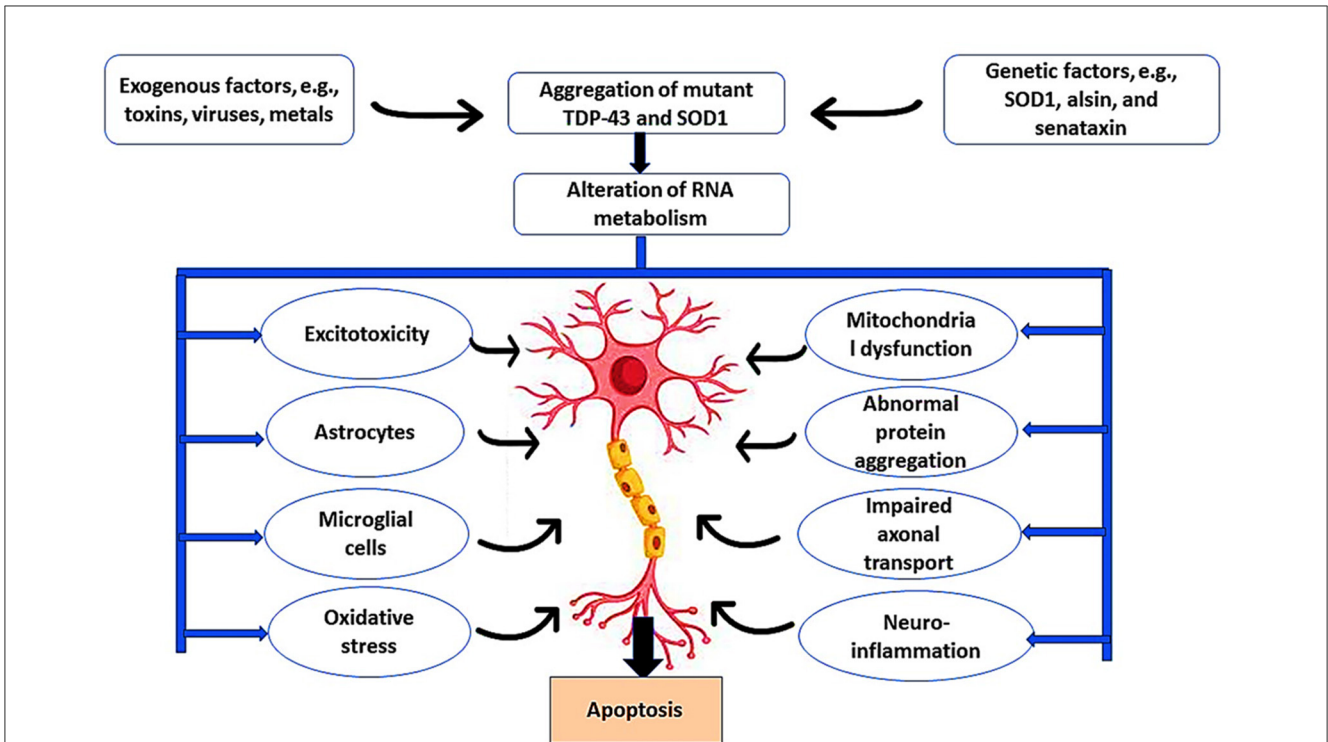 Exogenous factors, e.g.,
toxins, viruses, metals
Aggregation of mutant
TDP-43 and SOD1
Genetic factors, e.g.,
SOD1, alsin, and
senataxin
Alteration of RNA
metabolism
Excitotoxicity
Astrocytes
Microglial
cells
Oxidative
stress
Mitochondria
l dysfunction
Abnormal
protein
aggregation
Impaired
axonal
transport
Neuro-
inflammation
Apoptosis